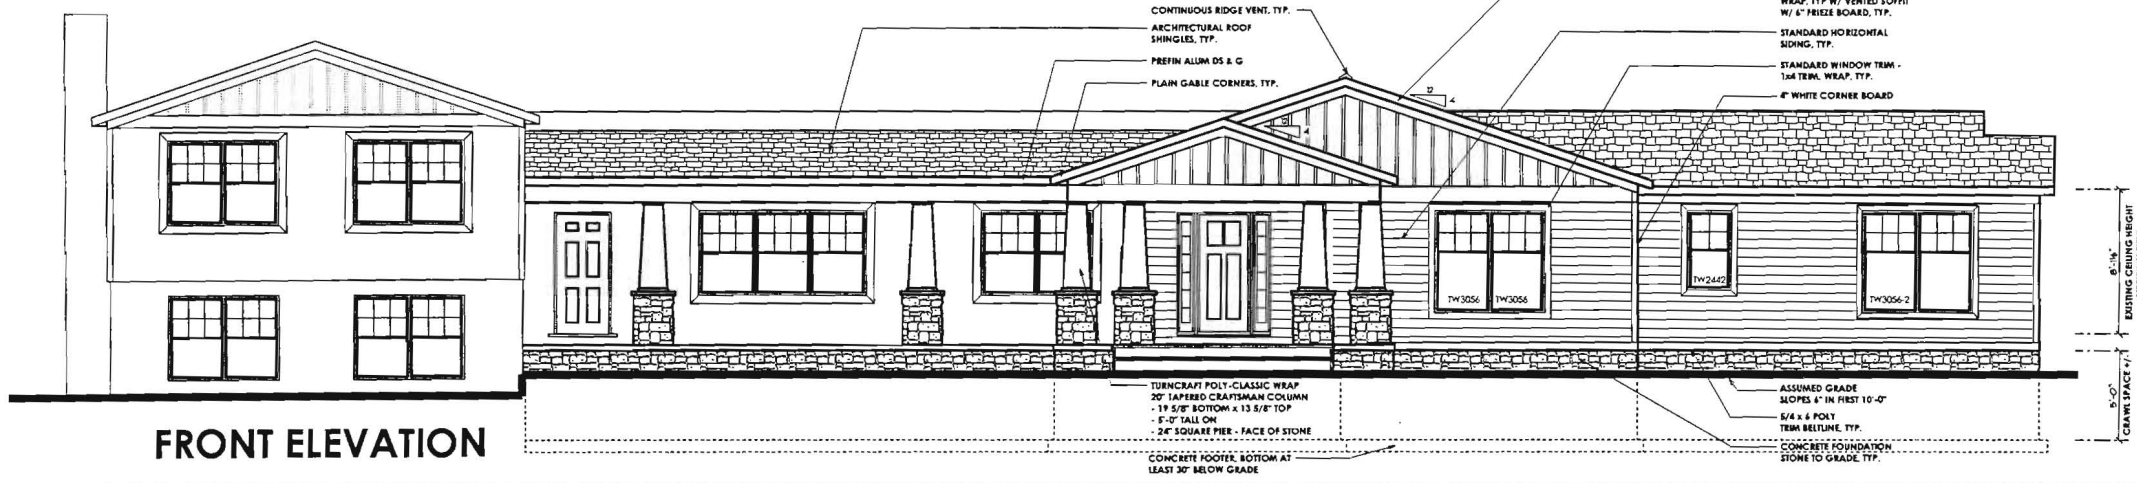 CONTINUOUS RIDGE VENT, TYP.
ARCHITECTURAL ROOF
SHINGLES, TYP.
PREFIN ALUM DS & G
PLAIN GABLE CORNERS, TYP.
12
4
4
WRAP, TYP W/ VENTED SOFFIT
W/ 6" FRIEZE BOARD, TYP.
STANDARD HORIZONTAL
SIDING, TYP.
STANDARD WINDOW TRIM -
1x4 TRIM, WRAP, TYP.
4" WHITE CORNER BOARD
TW3056
TW3056
TW2442
TW3056-2
EXISTING CEILING HEIGHT
5'-0"
CRAWL SPACE +/-
TURNCRAFT POLY-CLASSIC WRAP
20" TAPERED CRAFTSMAN COLUMN
- 19 5/8" BOTTOM x 13 5/8" TOP
- 5'-0" TALL ON
- 24" SQUARE PIER - FACE OF STONE
CONCRETE FOOTER, BOTTOM AT
LEAST 30" BELOW GRADE
ASSUMED GRADE
SLOPES 6" IN FIRST 10'-0"
5/4 x 6 POLY
TRIM BELTLINE, TYP.
CONCRETE FOUNDATION
STONE TO GRADE, TYP.
FRONT ELEVATION